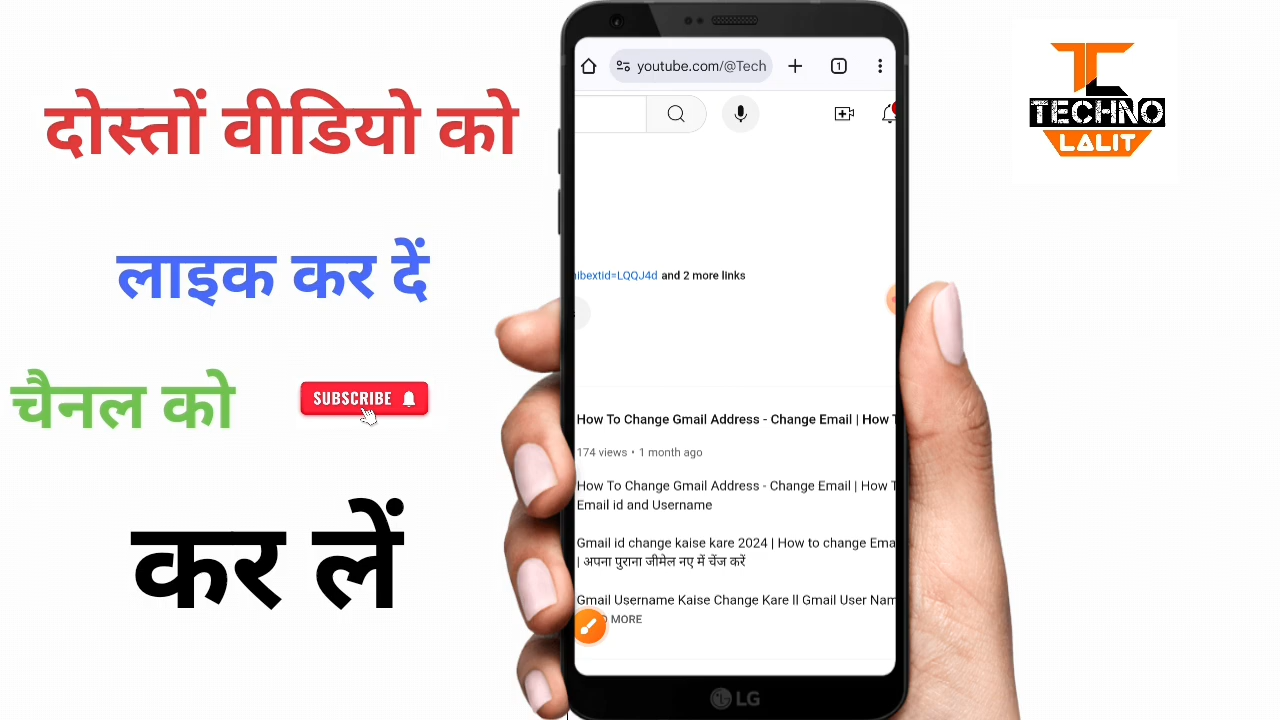 दोस्तों वीडियो को
लाइक कर दें
चैनल को
SUBSCRIBE
कर लें
youtube.com/@Tech
1
ibextid=LQQJ4d and 2 more links
How To Change Gmail Address - Change Email | How
174 views • 1 month ago
How To Change Gmail Address - Change Email | How
Email id and Username
Gmail id change kaise kare 2024 | How to change Ema
| अपना पुराना जीमेल नए में चेंज करें
Gmail Username Kaise Change Kare ll Gmail User Nam
MORE
LG
TL
TECHNO
LALIT